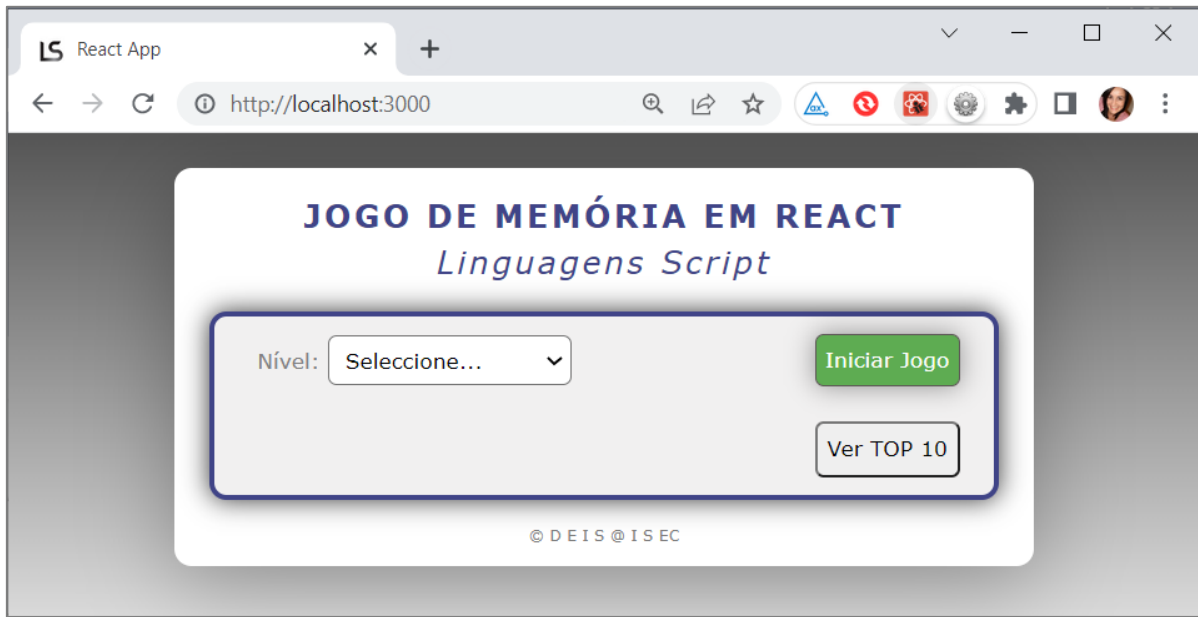 LS React App
http://localhost:3000
JOGO DE MEMÓRIA EM REACT
Linguagens Script
Nível: Seleccione... Iniciar Jogo
Ver TOP 10
© D E I S @ I S E C